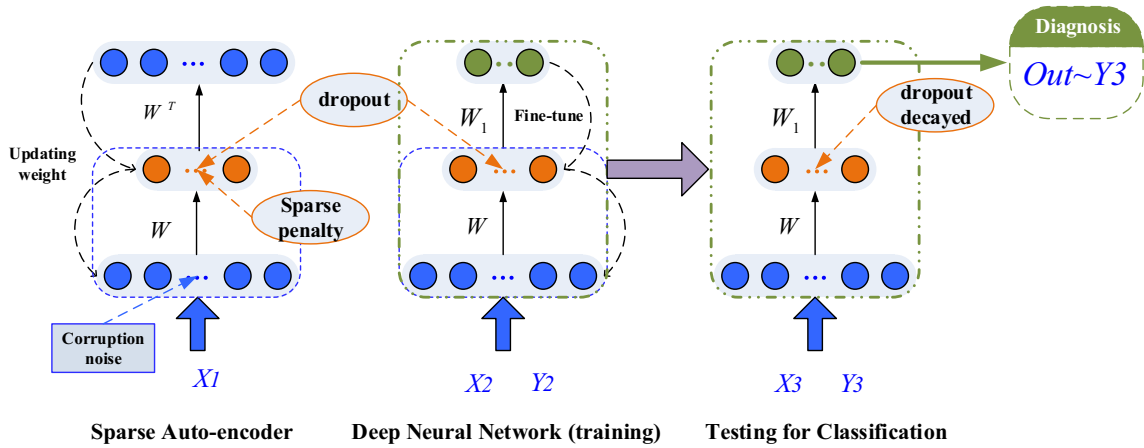 Diagnosis
Out~Y3
dropout
dropout
decayed
W T
W1
Fine-tune
W1
Updating
weight
...
...
...
...
...
Sparse
penalty
W
W
W
...
...
...
Corruption
noise
X1
X2
Y2
X3
Y3
Sparse Auto-encoder
Deep Neural Network (training)
Testing for Classification